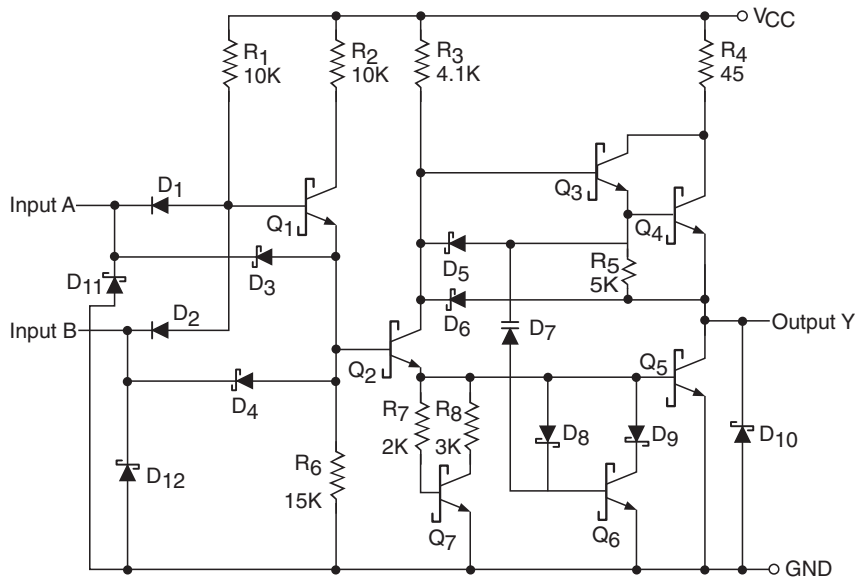 VCC
R1
10K
R2
10K
R3
4.1K
R4
45
Input A
D1
Q1
Q3
Q4
D11
D3
D5
R5
5K
Input B
D2
D6
D7
Output Y
Q2
Q5
D4
R7
2K
R8
3K
D8
D9
D10
D12
R6
15K
Q7
Q6
GND